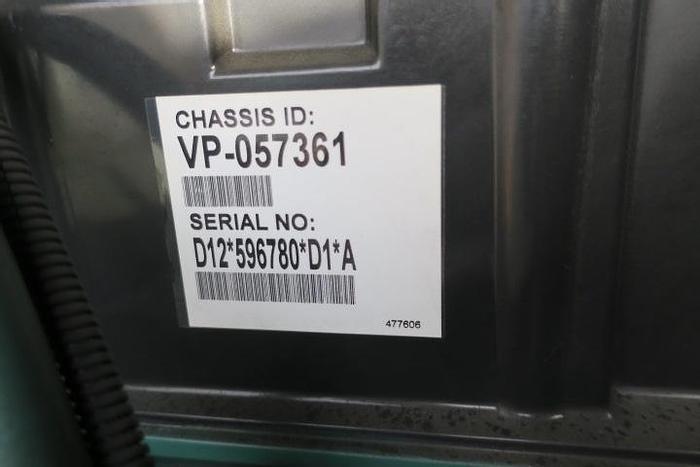 CHASSIS ID:
VP-057361
SERIAL NO:
D12*596780*D1*A
477606